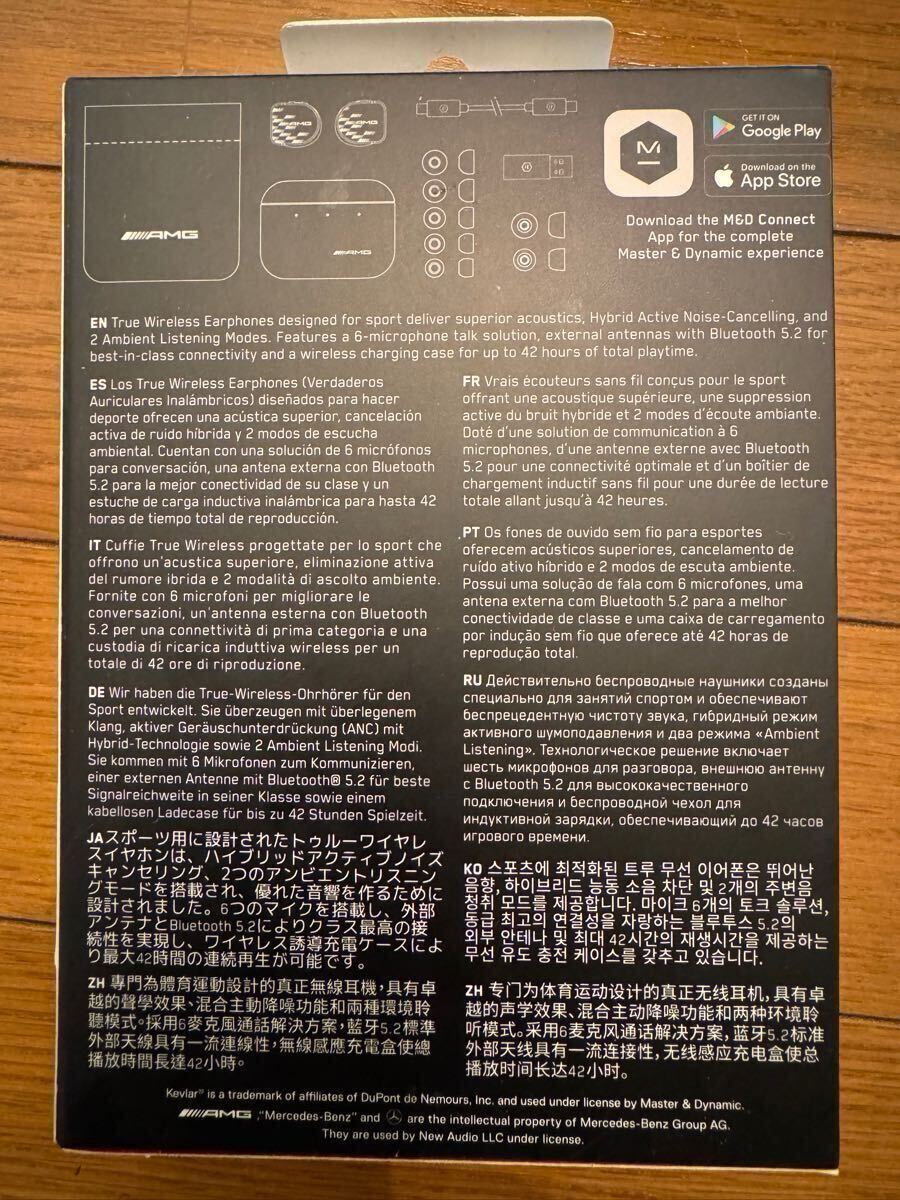 AMG
AMG
AMG
AMG
M
GET IT ON
Google Play
Download on the
App Store
Download the M&D Connect
App for the complete
Master & Dynamic experience
EN True Wireless Earphones designed for sport deliver superior acoustics, Hybrid Active Noise-Cancelling, and
2 Ambient Listening Modes. Features a 6-microphone talk solution, external antennas with Bluetooth 5.2 for
best-in-class connectivity and a wireless charging case for up to 42 hours of total playtime.
ES Los True Wireless Earphones (Verdaderos
Auriculares Inalámbricos) diseñados para hacer
deporte ofrecen una acústica superior, cancelación
activa de ruido híbrida y 2 modos de escucha
ambiental. Cuentan con una solución de 6 micrófonos
para conversación, una antena externa con Bluetooth
5.2 para la mejor conectividad de su clase y un
estuche de carga inductiva inalámbrica para hasta 42
horas de tiempo total de reproducción.
FR Vrais écouteurs sans fil conçus pour le sport
offrant une acoustique supérieure, une suppression
active du bruit hybride et 2 modes d'écoute ambiante.
Doté d'une solution de communication à 6
microphones, d'une antenne externe avec Bluetooth
5.2 pour une connectivité optimale et d'un boîtier de
chargement inductif sans fil pour une durée de lecture
totale allant jusqu'à 42 heures.
IT Cuffie True Wireless progettate per lo sport che
offrono un'acustica superiore, eliminazione attiva
del rumore ibrida e 2 modalità di ascolto ambiente.
Fornite con 6 microfoni per migliorare le
conversazioni, un'antenna esterna con Bluetooth
5.2 per una connettività di prima categoria e una
custodia di ricarica induttiva wireless per un
totale di 42 ore di riproduzione.
PT Os fones de ouvido sem fio para esportes
oferecem acústicos superiores, cancelamento de
ruído ativo híbrido e 2 modos de escuta ambiente.
Possui uma solução de fala com 6 microfones, uma
antena externa com Bluetooth 5.2 para a melhor
conectividade de classe e uma caixa de carregamento
por indução sem fio que oferece até 42 horas de
reprodução total.
DE Wir haben die True-Wireless-Ohrhörer für den
Sport entwickelt. Sie überzeugen mit überlegenem
Klang, aktiver Geräuschunterdrückung (ANC) mit
Hybrid-Technologie sowie 2 Ambient Listening Modi.
Sie kommen mit 6 Mikrofonen zum Kommunizieren,
einer externen Antenne mit Bluetooth® 5.2 für beste
Signalreichweite in seiner Klasse sowie einem
kabellosen Ladecase für bis zu 42 Stunden Spielzeit.
RU Действительно беспроводные наушники созданы
специально для занятий спортом и обеспечивают
беспрецедентную чистоту звука, гибридный режим
активного шумоподавления и два режима «Ambient
Listening». Технологическое решение включает
шесть микрофонов для разговора, внешнюю антенну
с Bluetooth 5.2 для высококачественного
подключения и беспроводной чехол для
индуктивной зарядки, обеспечивающий до 42 часов
игрового времени.
JAスポーツ用に設計されたトゥルーワイヤレ
スイヤホンは、ハイブリッドアクティブノイズ
キャンセリング、2つのアンビエントリスニン
グモードを搭載され、優れた音響を作るために
設計されました。6つのマイクを搭載し、外部
アンテナとBluetooth 5.2によりクラス最高の接
続性を実現し、ワイヤレス誘導充電ケースによ
り最大42時間の連続再生が可能です。
KO 스포츠에 최적화된 트루 무선 이어폰은 뛰어난
음향, 하이브리드 능동 소음 차단 및 2개의 주변음
청취 모드를 제공합니다. 마이크 6개의 토크 솔루션,
동급 최고의 연결성을 자랑하는 블루투스 5.2의
외부 안테나 및 최대 42시간의 재생시간을 제공하는
무선 유도 충전 케이스를 갖추고 있습니다.
ZH 專門為體育運動設計的真正無線耳機，具有卓
越的聲學效果、混合主動降噪功能和兩種環境聆
聽模式。採用6麥克風通話解決方案，藍牙5.2標準
外部天線具有一流連線性，無線感應充電盒使總
播放時間長達42小時。
ZH 专门为体育运动设计的真正无线耳机，具有卓
越的声学效果、混合主动降噪功能和两种环境聆
听模式。采用6麦克风通话解决方案，蓝牙5.2标准
外部天线具有一流连接性，无线感应充电盒使总
播放时间长达42小时。
Kevlar® is a trademark of affiliates of DuPont de Nemours, Inc. and used under license by Master & Dynamic.
AMG ,"Mercedes-Benz" and are the intellectual property of Mercedes-Benz Group AG.
They are used by New Audio LLC under license.